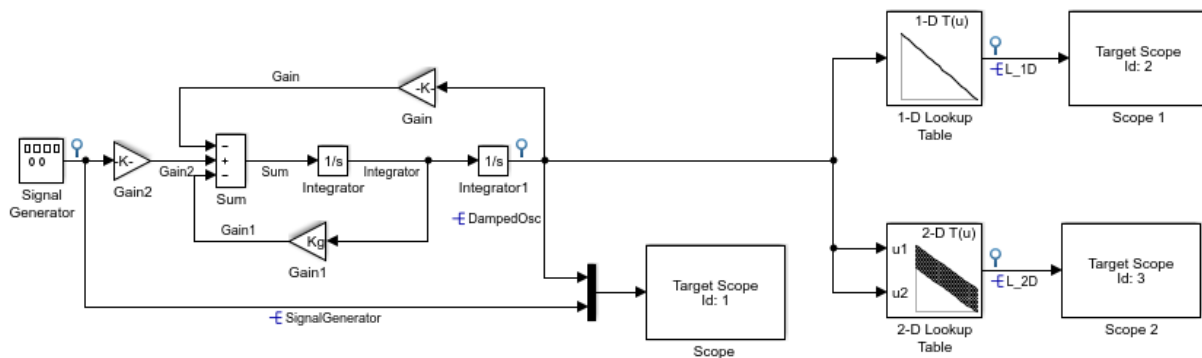 1-D T(u)
L_1D
Target Scope
Id: 2
1-D Lookup
Table
Scope 1
Gain
-K-
Gain
Signal
Generator
-K-
Gain2
Gain2
−
+
−
Sum
Sum
1/s
Integrator
Integrator
1/s
Integrator1
DampedOsc
Gain1
Kg
Gain1
SignalGenerator
Target Scope
Id: 1
Scope
2-D T(u)
u1
u2
L_2D
Target Scope
Id: 3
2-D Lookup
Table
Scope 2